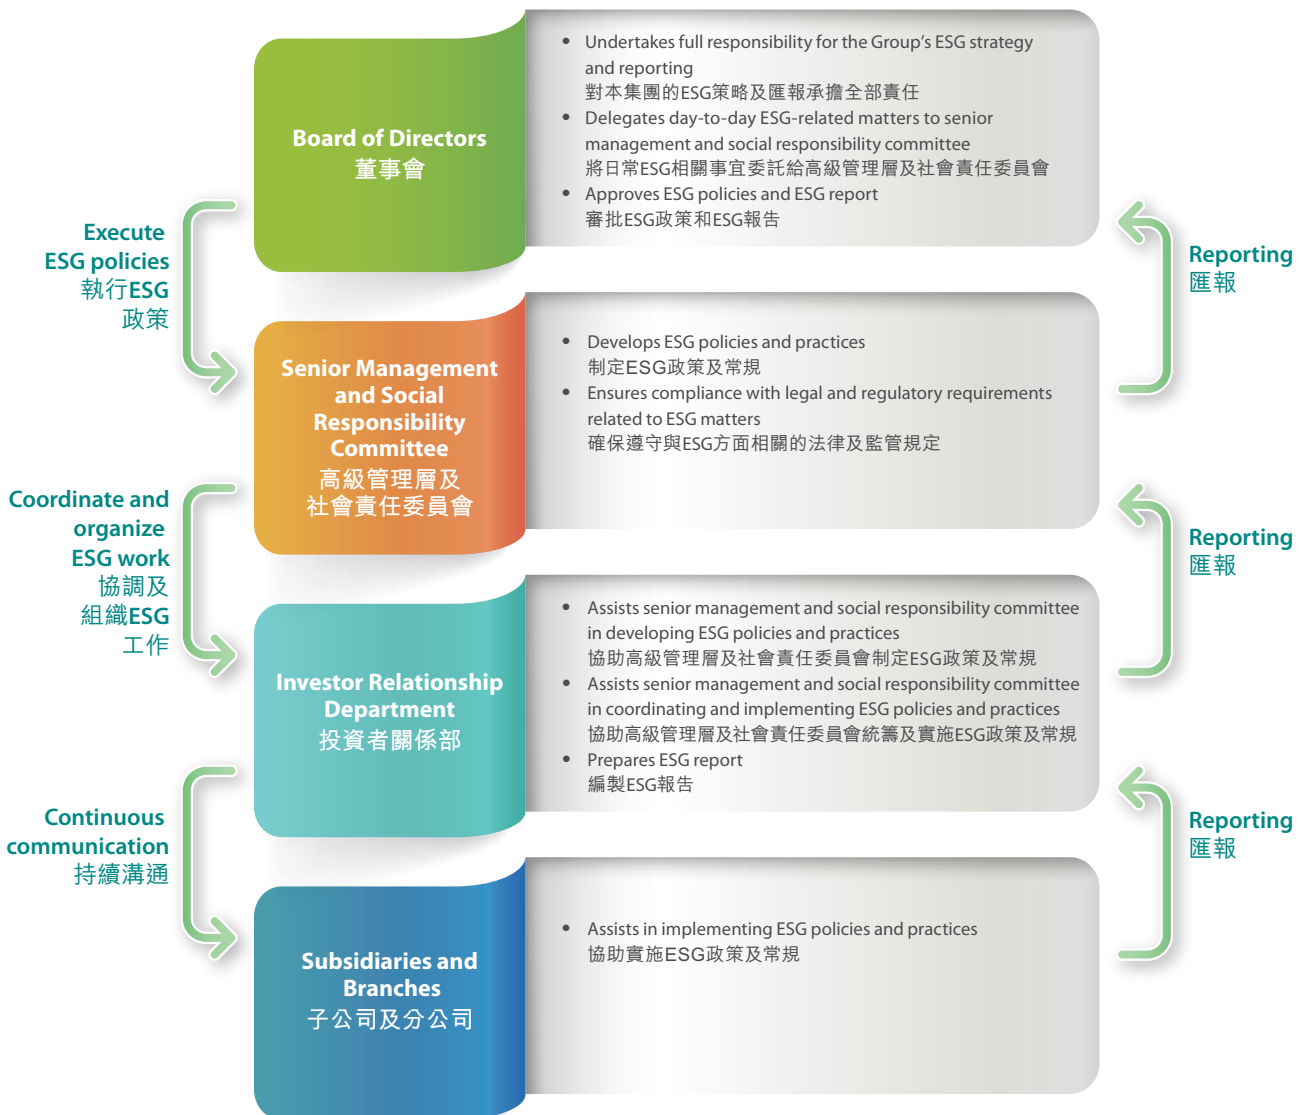 Board of Directors
董事會
• Undertakes full responsibility for the Group's ESG strategy
and reporting
對本集團的ESG策略及匯報承擔全部責任
• Delegates day-to-day ESG-related matters to senior
management and social responsibility committee
將日常ESG相關事宜委託給高級管理層及社會責任委員會
• Approves ESG policies and ESG report
審批ESG政策和ESG報告
Execute
ESG policies
執行ESG
政策
Reporting
匯報
Senior Management
and Social
Responsibility
Committee
高級管理層及
社會責任委員會
• Develops ESG policies and practices
制定ESG政策及常規
• Ensures compliance with legal and regulatory requirements
related to ESG matters
確保遵守與ESG方面相關的法律及監管規定
Coordinate and
organize
ESG work
協調及
組織ESG
工作
Reporting
匯報
Investor Relationship
Department
投資者關係部
• Assists senior management and social responsibility committee
in developing ESG policies and practices
協助高級管理層及社會責任委員會制定ESG政策及常規
• Assists senior management and social responsibility committee
in coordinating and implementing ESG policies and practices
協助高級管理層及社會責任委員會統籌及實施ESG政策及常規
• Prepares ESG report
編製ESG報告
Continuous
communication
持續溝通
Reporting
匯報
Subsidiaries and
Branches
子公司及分公司
• Assists in implementing ESG policies and practices
協助實施ESG政策及常規